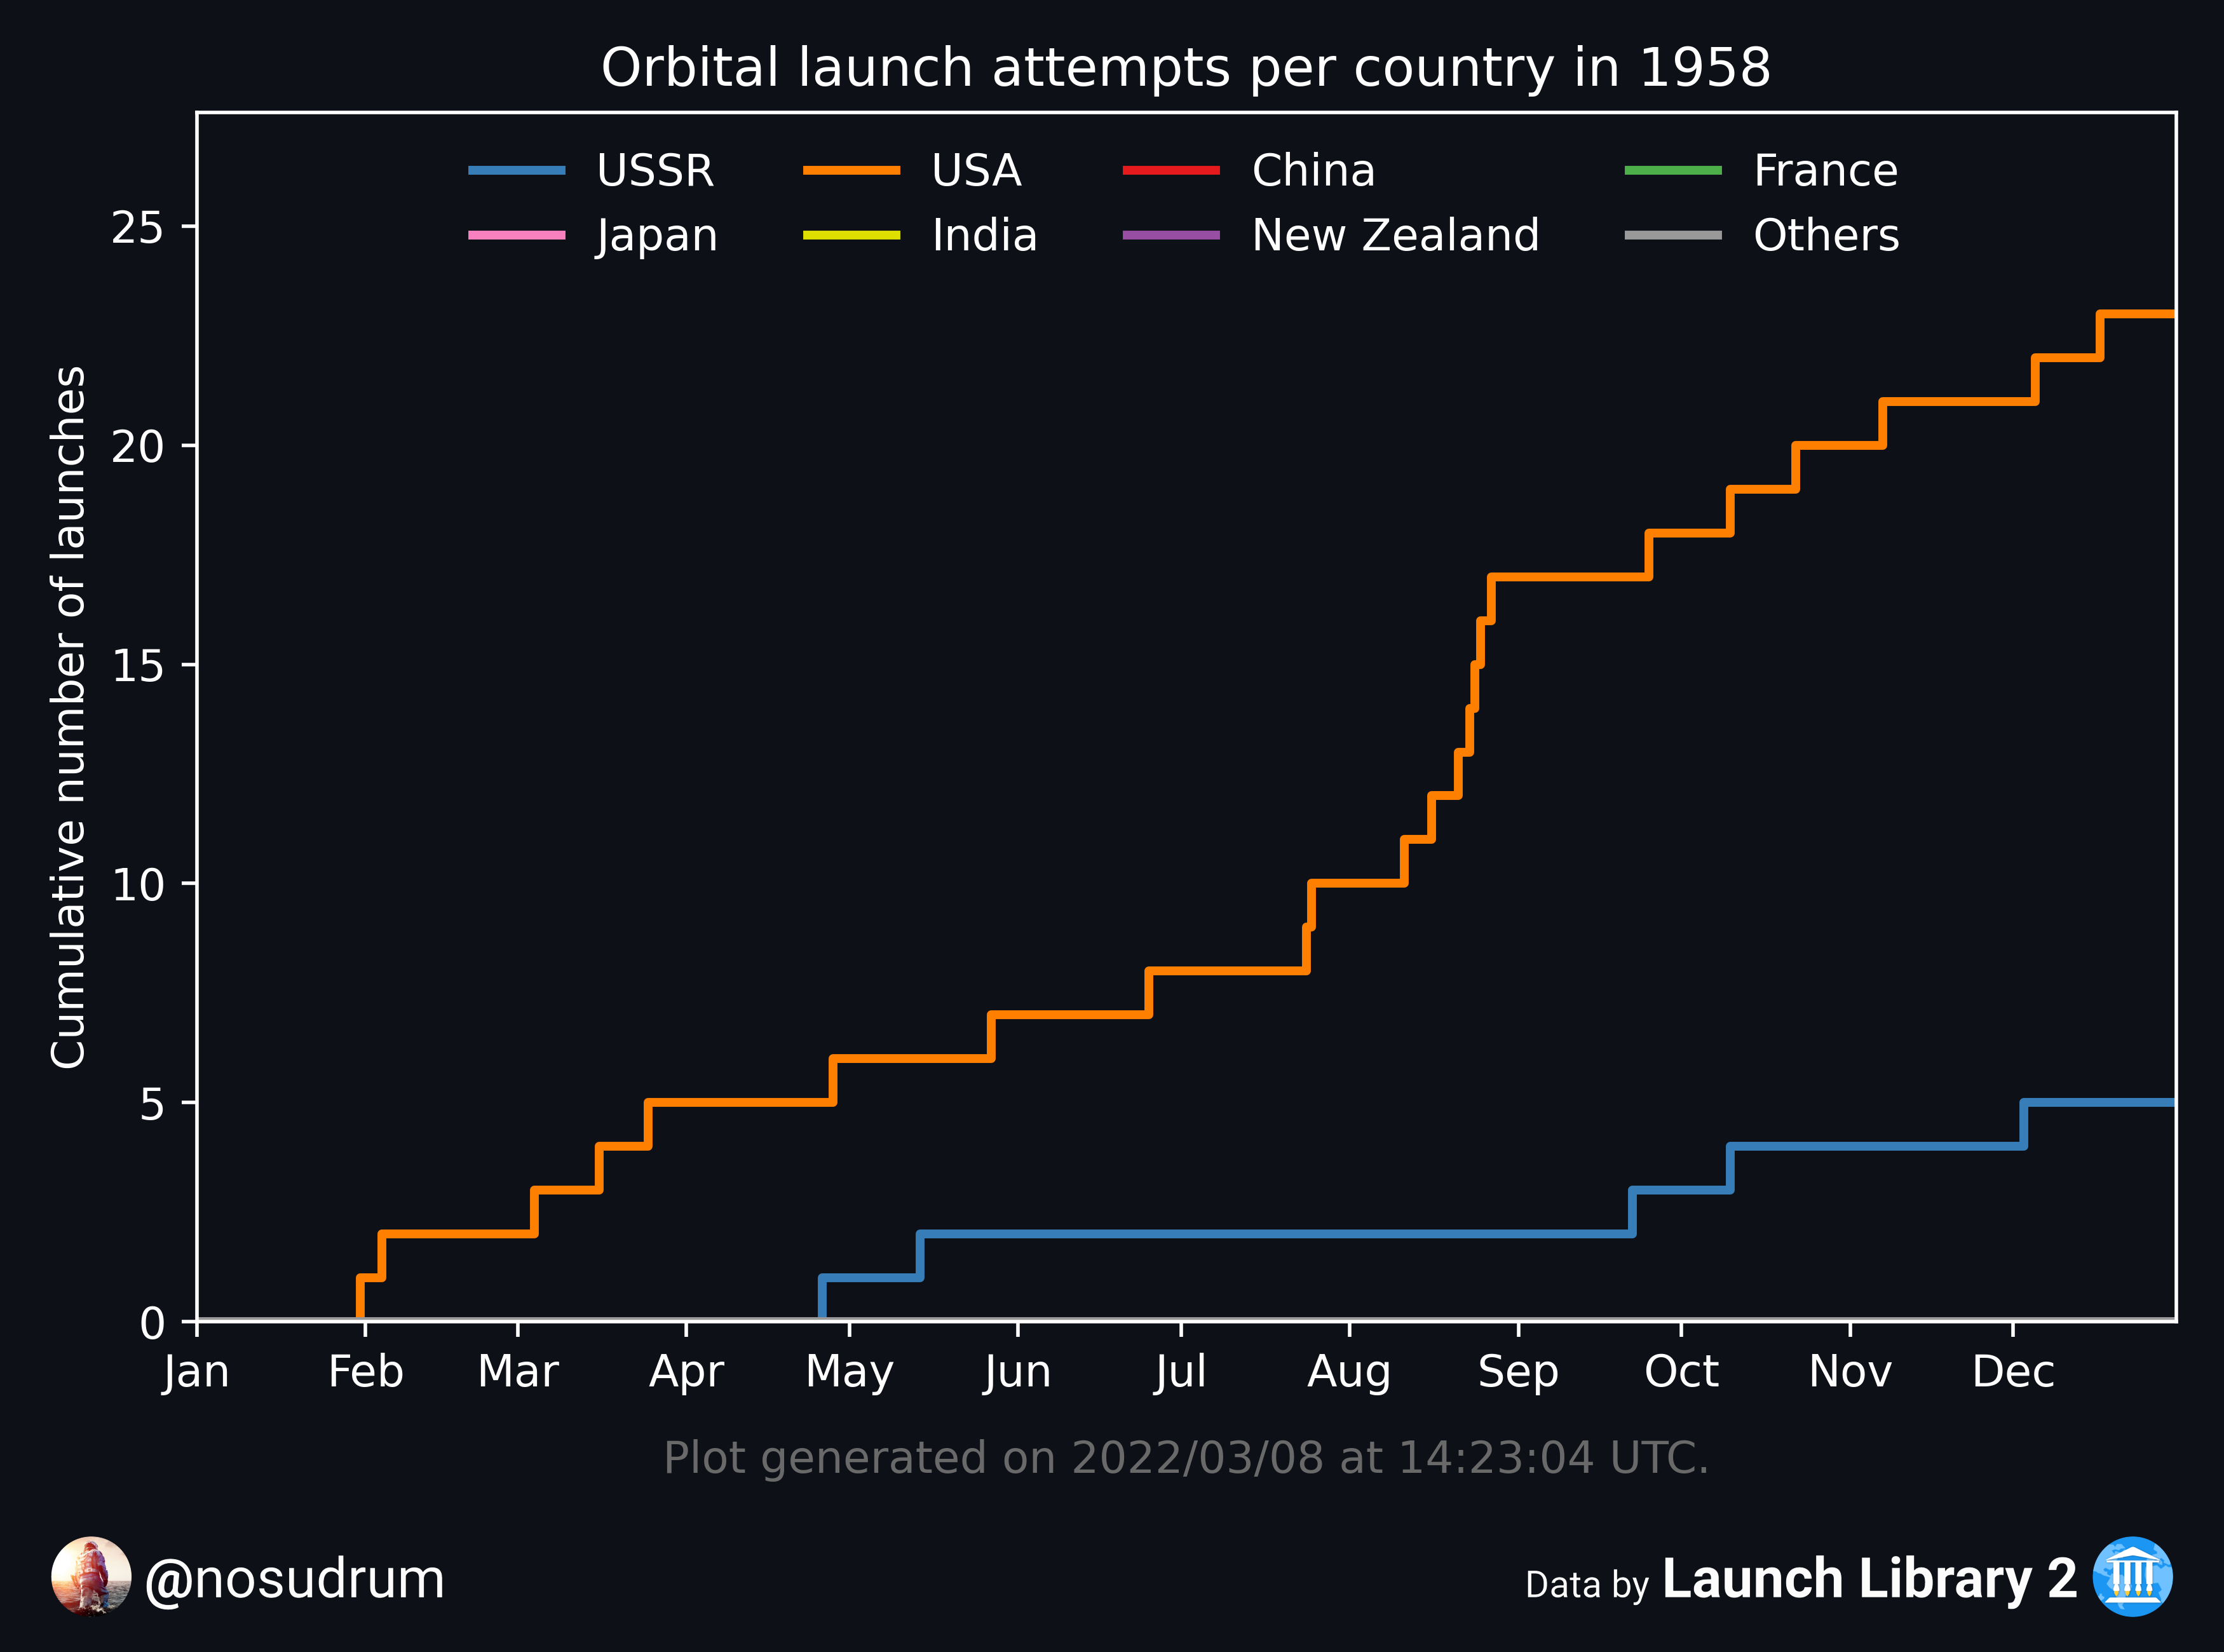 Orbital launch attempts per country in 1958
USSR USA China France
Japan India New Zealand Others
Cumulative number of launches
25
20
15
10
5
0
Jan Feb Mar Apr May Jun Jul Aug Sep Oct Nov Dec
Plot generated on 2022/03/08 at 14:23:04 UTC.
@nosudrum
Data by Launch Library 2